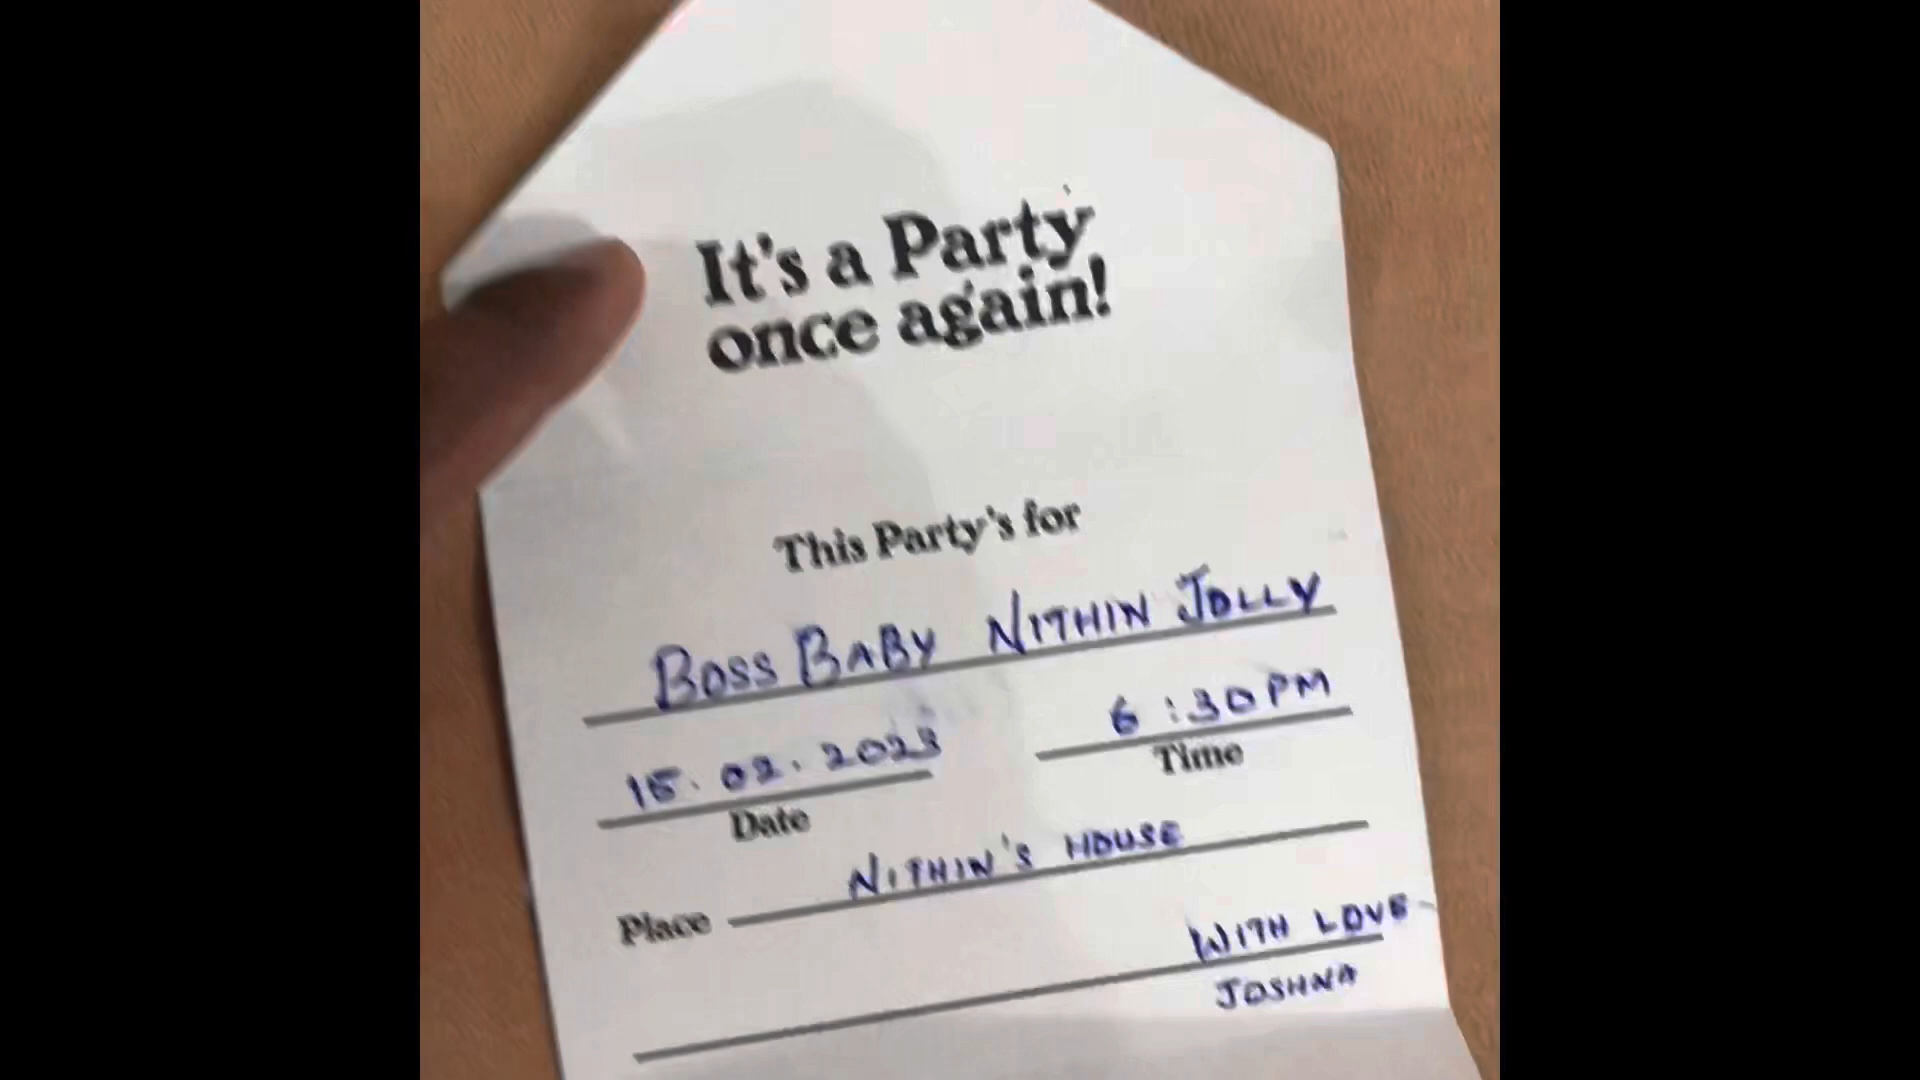 It's a Party
once again!
This Party's for
BOSS BABY NITHIN JOLLY
15.02.2023
6:30PM
Date
Time
NITHIN'S HOUSE
Place
WITH LOVE
JOSHNA